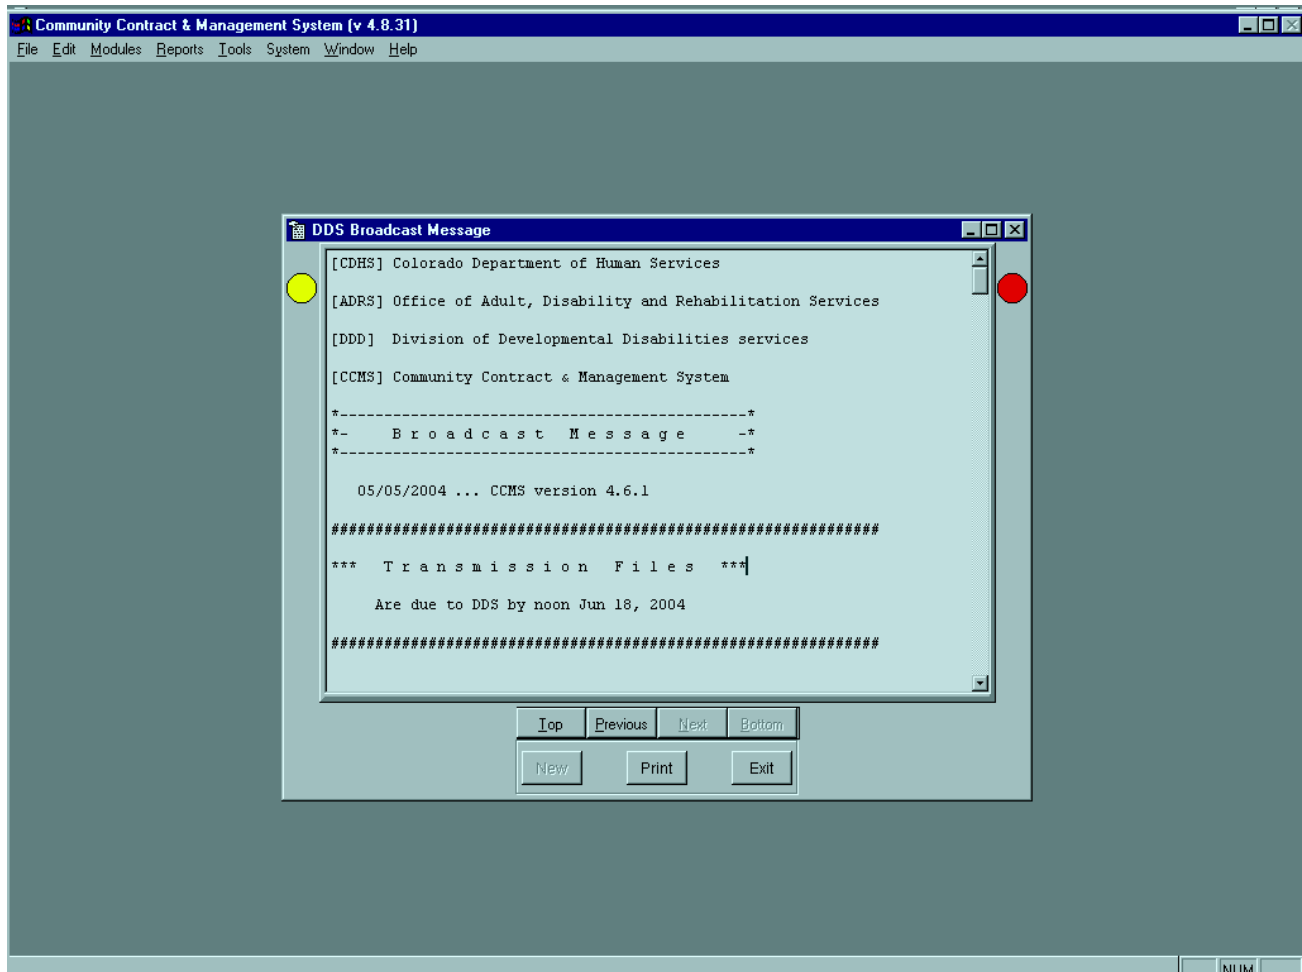 Community Contract & Management System (v 4.8.31)
File Edit Modules Reports Tools System Window Help
DDS Broadcast Message
[CDHS] Colorado Department of Human Services
[ADRS] Office of Adult, Disability and Rehabilitation Services
[DDD]  Division of Developmental Disabilities services
[CCMS] Community Contract & Management System
*----------------------------------------------*
*-     B r o a d c a s t   M e s s a g e      -*
*----------------------------------------------*
05/05/2004 ... CCMS version 4.6.1
##############################################################
***   T r a n s m i s s i o n   F i l e s   ***
Are due to DDS by noon Jun 18, 2004
##############################################################
Top Previous Next Bottom
New Print Exit
NUM